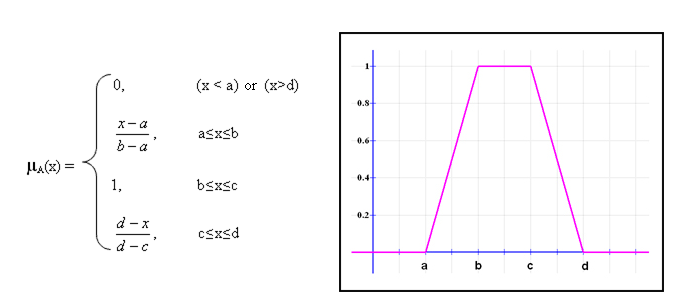 μA(x) =
0, (x < a) or (x>d)
x − a
b − a , a≤x≤b
1, b≤x≤c
d − x
d − c , c≤x≤d
1
0.8
0.6
0.4
0.2
a b c d